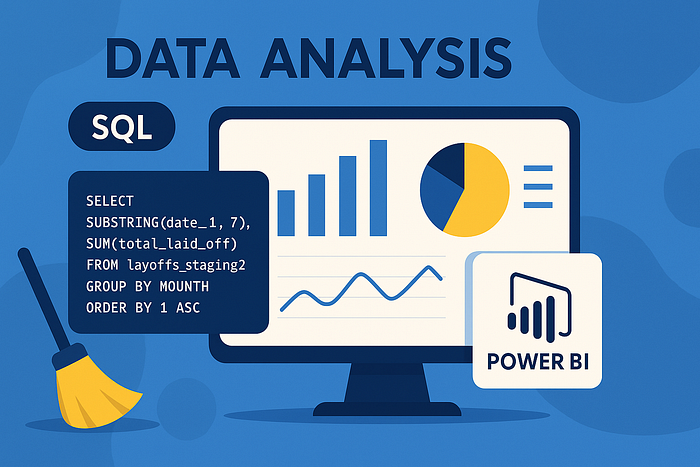 DATA ANALYSIS
SQL
SELECT
SUBSTRING(date_1, 7),
SUM(total_laid_off)
FROM layoffs_staging2
GROUP BY MOUNTH
ORDER BY 1 ASC
POWER BI